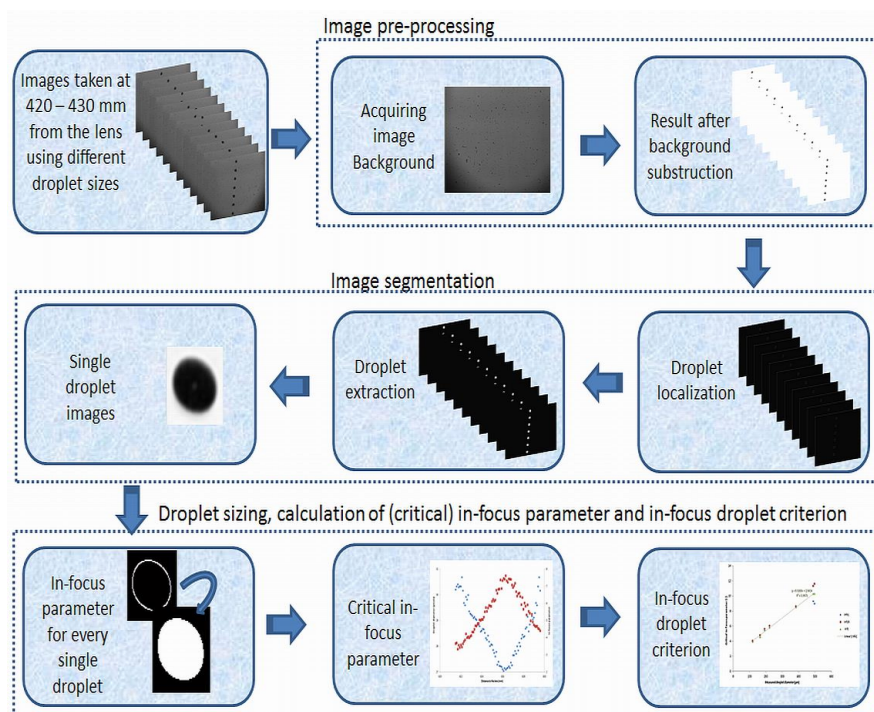 Image pre-processing
Images taken at
420 – 430 mm
from the lens
using different
droplet sizes
Acquiring
image
Background
Result after
background
substruction
Image segmentation
Single
droplet
images
Droplet
extraction
Droplet
localization
Droplet sizing, calculation of (critical) in-focus parameter and in-focus droplet criterion
In-focus
parameter
for every
single
droplet
Critical in-
focus
parameter
In-focus
droplet
criterion